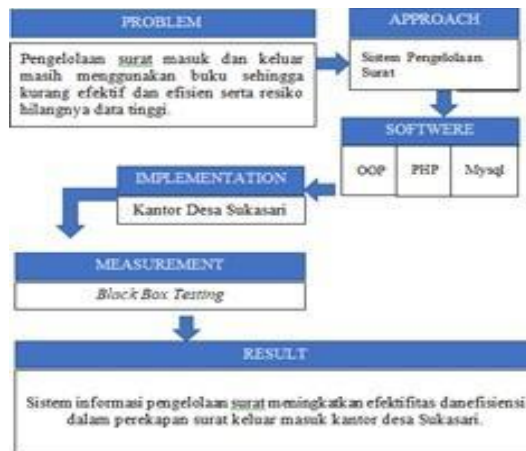 PROBLEM
Pengelolaan surat masuk dan keluar
masih menggunakan buku sehingga
kurang efektif dan efisien serta resiko
hilangnya data tinggi.
APPROACH
Sistem Pengelolaan
Surat
SOFTWERE
OOP PHP Mysql
IMPLEMENTATION
Kantor Desa Sukasari
MEASUREMENT
Black Box Testing
RESULT
Sistem informasi pengelolaan surat meningkatkan efektifitas danefisiensi
dalam perekapan surat keluar masuk kantor desa Sukasari.